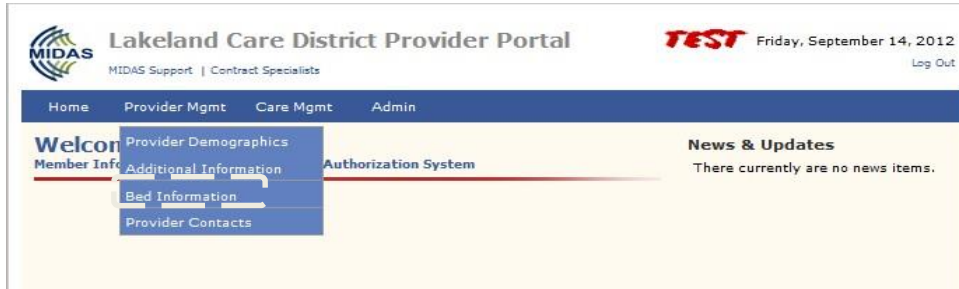 MIDAS
Lakeland Care District Provider Portal
TEST Friday, September 14, 2012
MIDAS Support | Contract Specialists
Log Out
Home Provider Mgmt Care Mgmt Admin
Welcom
Member Info
Authorization System
Provider Demographics
Additional Information
Bed Information
Provider Contacts
News & Updates
There currently are no news items.